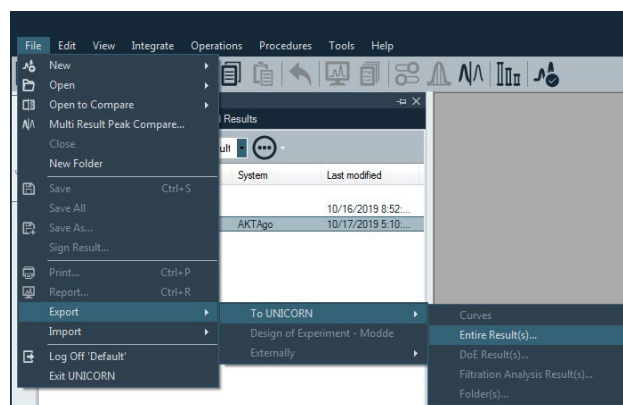 File Edit View Integrate Operations Procedures Tools Help
New
Open
Open to Compare
Multi Result Peak Compare...
Close
New Folder
Save Ctrl+S
Save All
Save As...
Sign Result...
Print... Ctrl+P
Report... Ctrl+R
Export
Import
Log Off 'Default'
Exit UNICORN
Results
System Last modified
10/16/2019 8:52:...
AKTAgo 10/17/2019 5:10:...
To UNICORN
Design of Experiment - Modde
Externally
Curves
Entire Result(s)...
DoE Result(s)...
Filtration Analysis Result(s)...
Folder(s)...